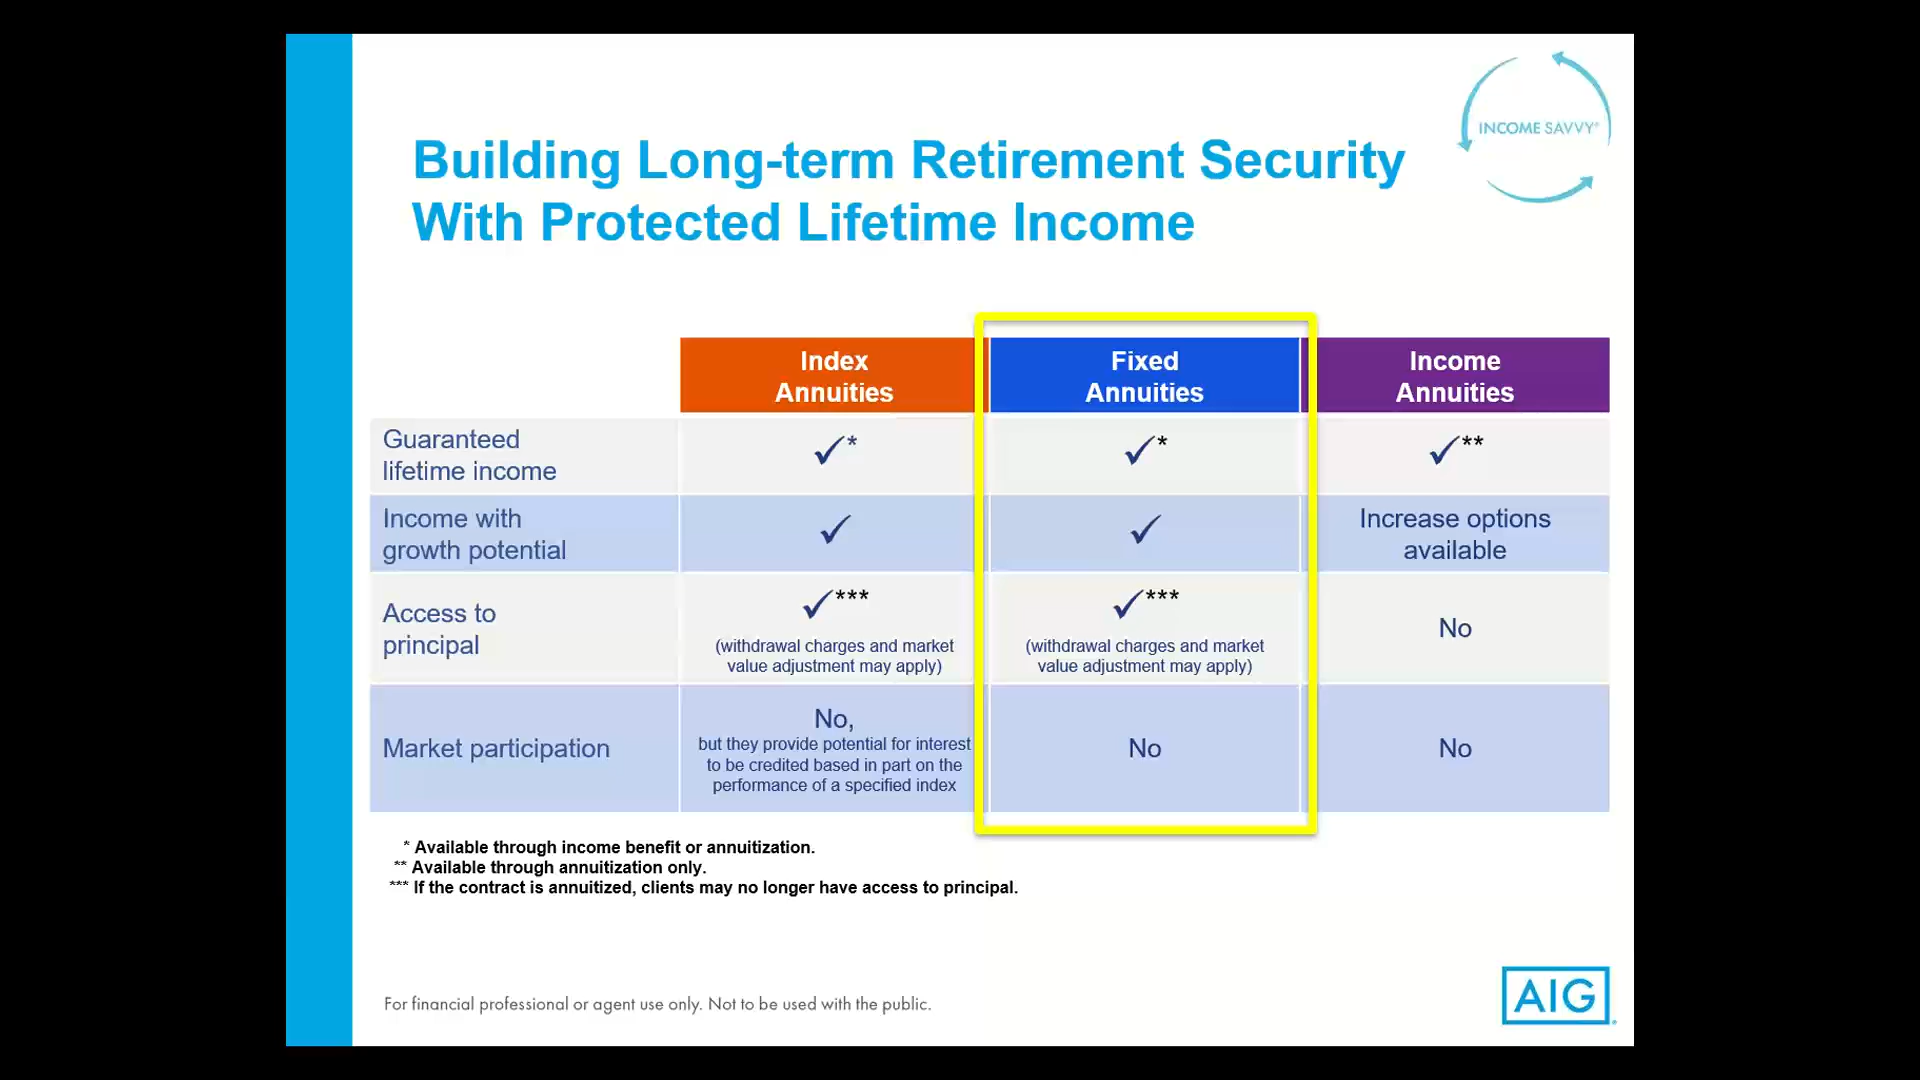 INCOME SAVVY®
Building Long-term Retirement Security
With Protected Lifetime Income
Index
Annuities
Fixed
Annuities
Income
Annuities
Guaranteed
lifetime income
✓*
✓*
✓**
Income with
growth potential
✓
✓
Increase options
available
Access to
principal
✓***
(withdrawal charges and market
value adjustment may apply)
✓***
(withdrawal charges and market
value adjustment may apply)
No
Market participation
No,
but they provide potential for interest
to be credited based in part on the
performance of a specified index
No
No
* Available through income benefit or annuitization.
** Available through annuitization only.
*** If the contract is annuitized, clients may no longer have access to principal.
For financial professional or agent use only. Not to be used with the public.
AIG